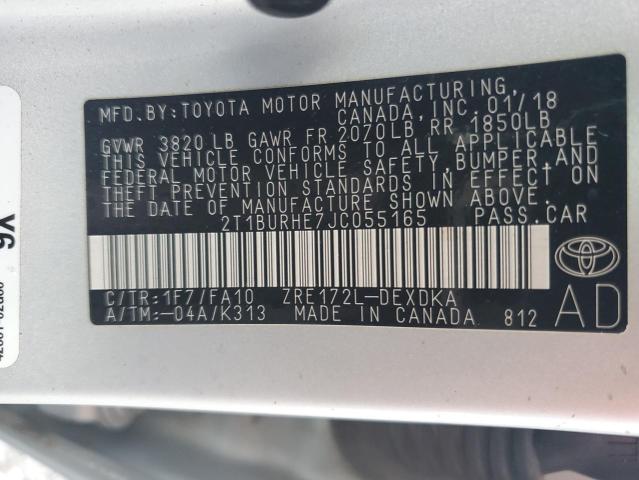 MFD. BY:TOYOTA MOTOR MANUFACTURING,
CANADA, INC. 01/18
GVWR 3820 LB GAWR FR 2070LB RR 1850LB
THIS VEHICLE CONFORMS TO ALL APPLICABLE
FEDERAL MOTOR VEHICLE SAFETY, BUMPER, AND
THEFT PREVENTION STANDARDS IN EFFECT ON
THE DATE OF MANUFACTURE SHOWN ABOVE.
2T1BURHE7JC055165 PASS.CAR
C/TR:1F7/FA10 ZRE172L-DEXDKA
A/TM:-04A/K313 MADE IN CANADA 812
AD